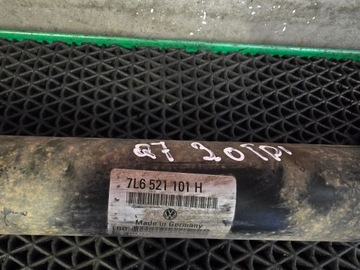 Q7 3.0TDI
7L6 521 101 H
Made in Germany